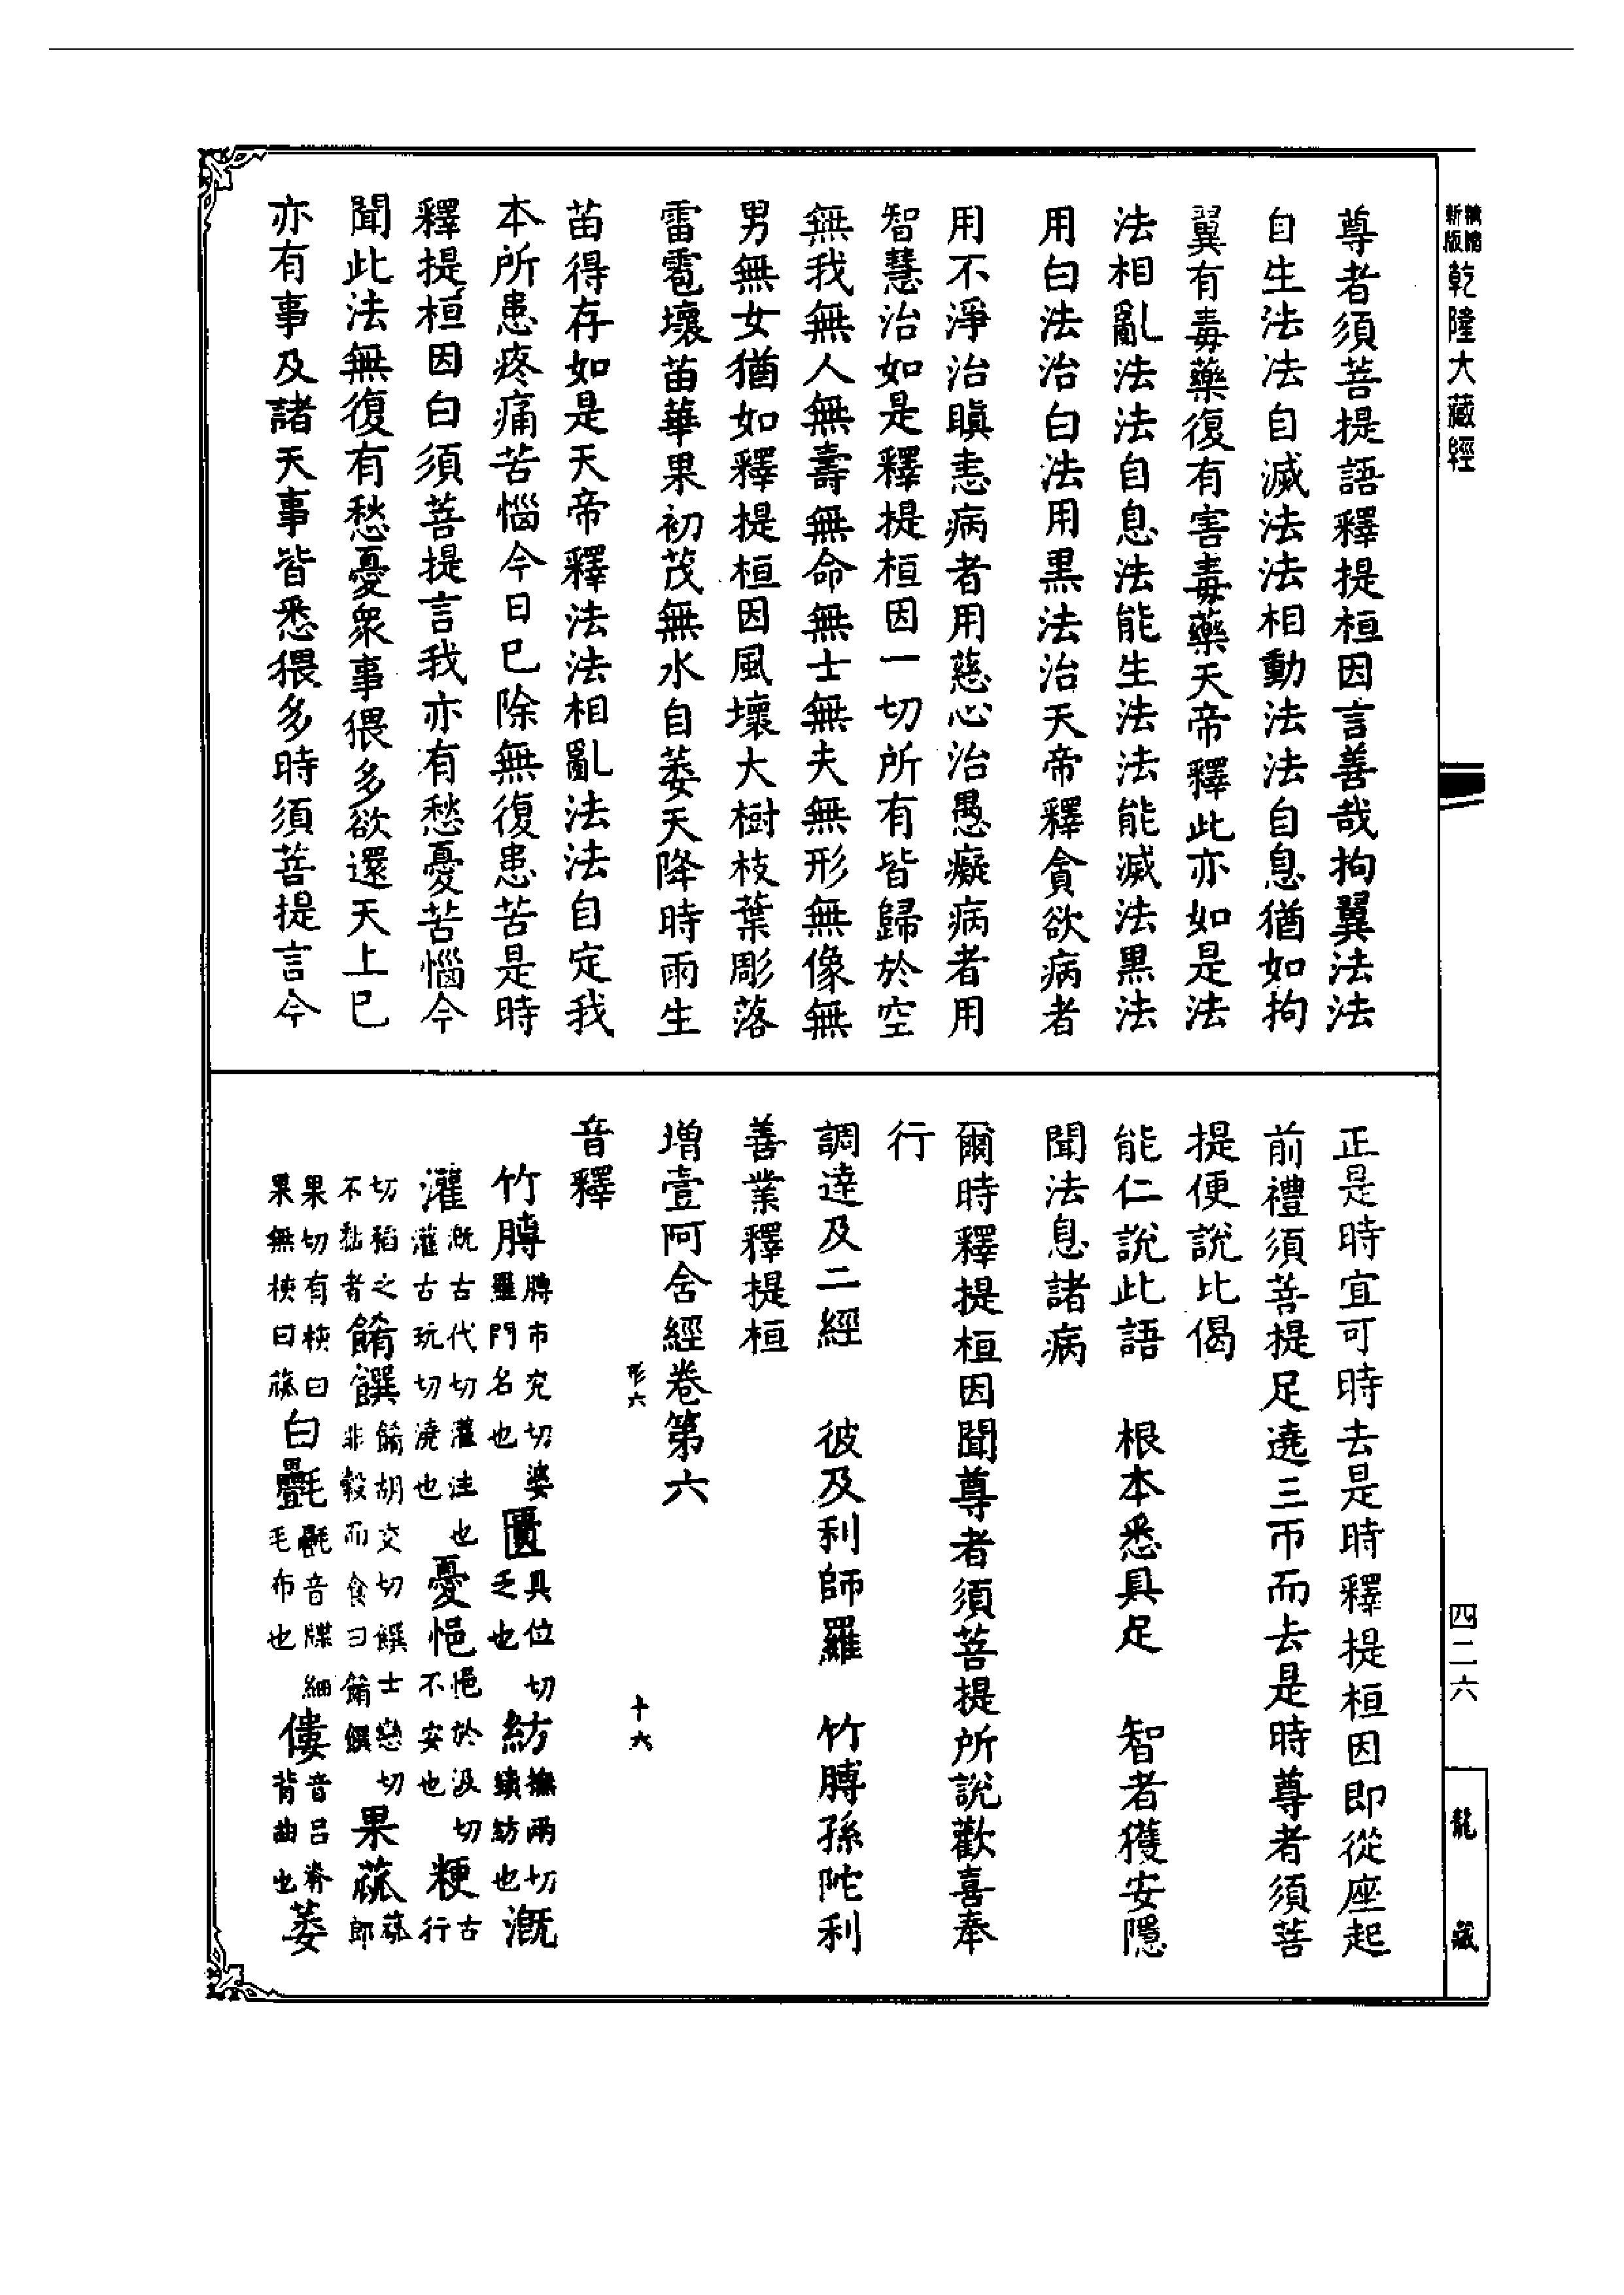 新版
乾隆大藏經
尊者須菩提語釋提桓因言善哉拘翼法法
自生法法自滅法法相動法法自息猶如拘
翼有毒藥復有害毒藥天帝釋此亦如是法
法相亂法法自息法能生法法能滅法黑法
用白法治白法用黑法治天帝釋貪欲病者
用不淨治瞋恚病者用慈心治愚癡病者用
智慧治如是釋提桓因一切所有皆歸於空
無我無人無壽無命無士無夫無形無像無
男無女猶如釋提桓因風壞大樹枝葉彫落
雷雹壞苗華果初茂無水自萎天降時雨生
苗得存如是天帝釋法法相亂法法自定我
本所患疼痛苦惱今日已除無復患苦是時
釋提桓因白須菩提言我亦有愁憂苦惱今
聞此法無復有愁憂衆事猥多欲還天上已
亦有事及諸天事皆悉猥多時須菩提言今
正是時宜可時去是時釋提桓因即從座起
前禮須菩提足遶三帀而去是時尊者須菩
提便說比偈
能仁說此語　根本悉具足　智者獲安隱
聞法息諸病
爾時釋提桓因聞尊者須菩提所說歡喜奉
行
調達及二經　彼及利師羅　竹膞孫陀利
善業釋提桓
增壹阿舍經卷第六
形六　十六
音釋
竹膞膞市兖切婆羅門名也　匱具位切乏也　紡撫兩切績紡也　漑
灌漑古代切灌注也灌古玩切澆也　憂悒悒於汲切不安也　粳古行
切稻之不黏者　餚饌餚胡交切饌士戀切非穀而食曰餚饌　果蓏蓏郎
果切有核曰果無核曰蓏　白㲲㲲音牒細毛布也　僂音吕脊背曲也　萎
四二六
龍藏